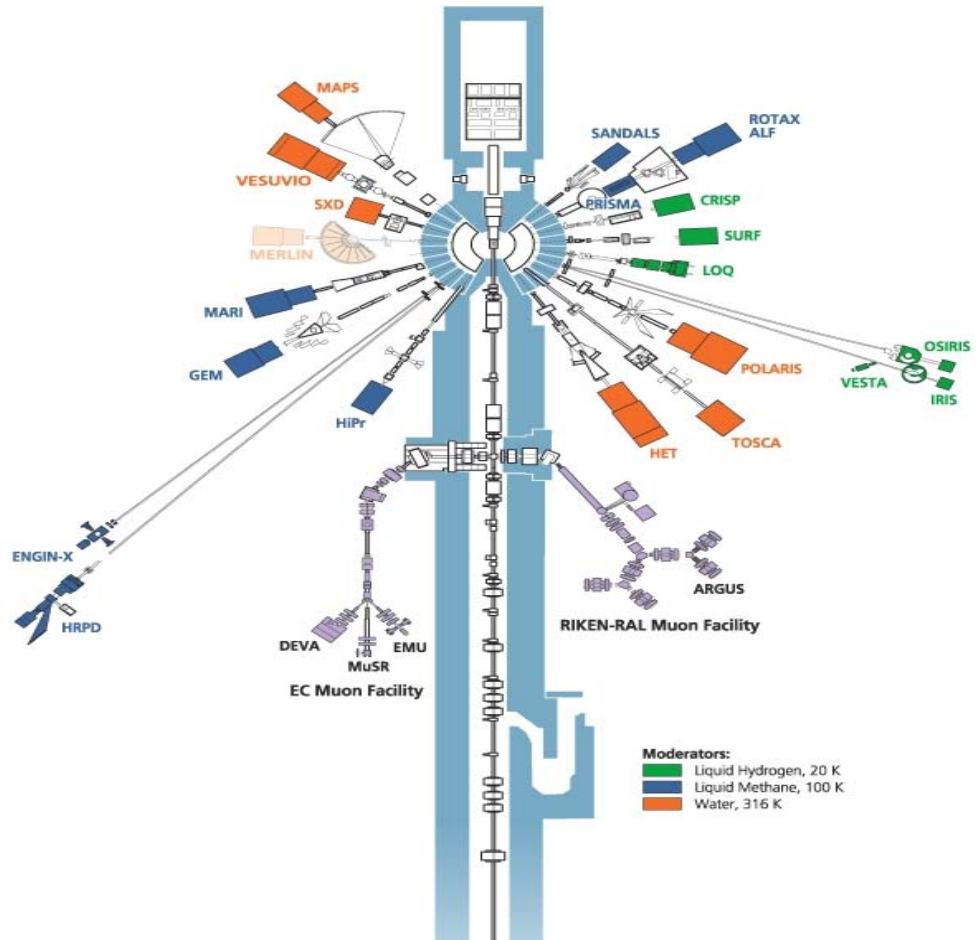 MAPS
VESUVIO
SXD
MERLIN
MARI
GEM
HiPr
ENGIN-X
HRPD
SANDALS
ROTAX
ALF
PRISMA
CRISP
SURF
LOQ
OSIRIS
VESTA
IRIS
POLARIS
TOSCA
HET
ARGUS
RIKEN-RAL Muon Facility
DEVA
MuSR
EMU
EC Muon Facility
Moderators:
Liquid Hydrogen, 20 K
Liquid Methane, 100 K
Water, 316 K